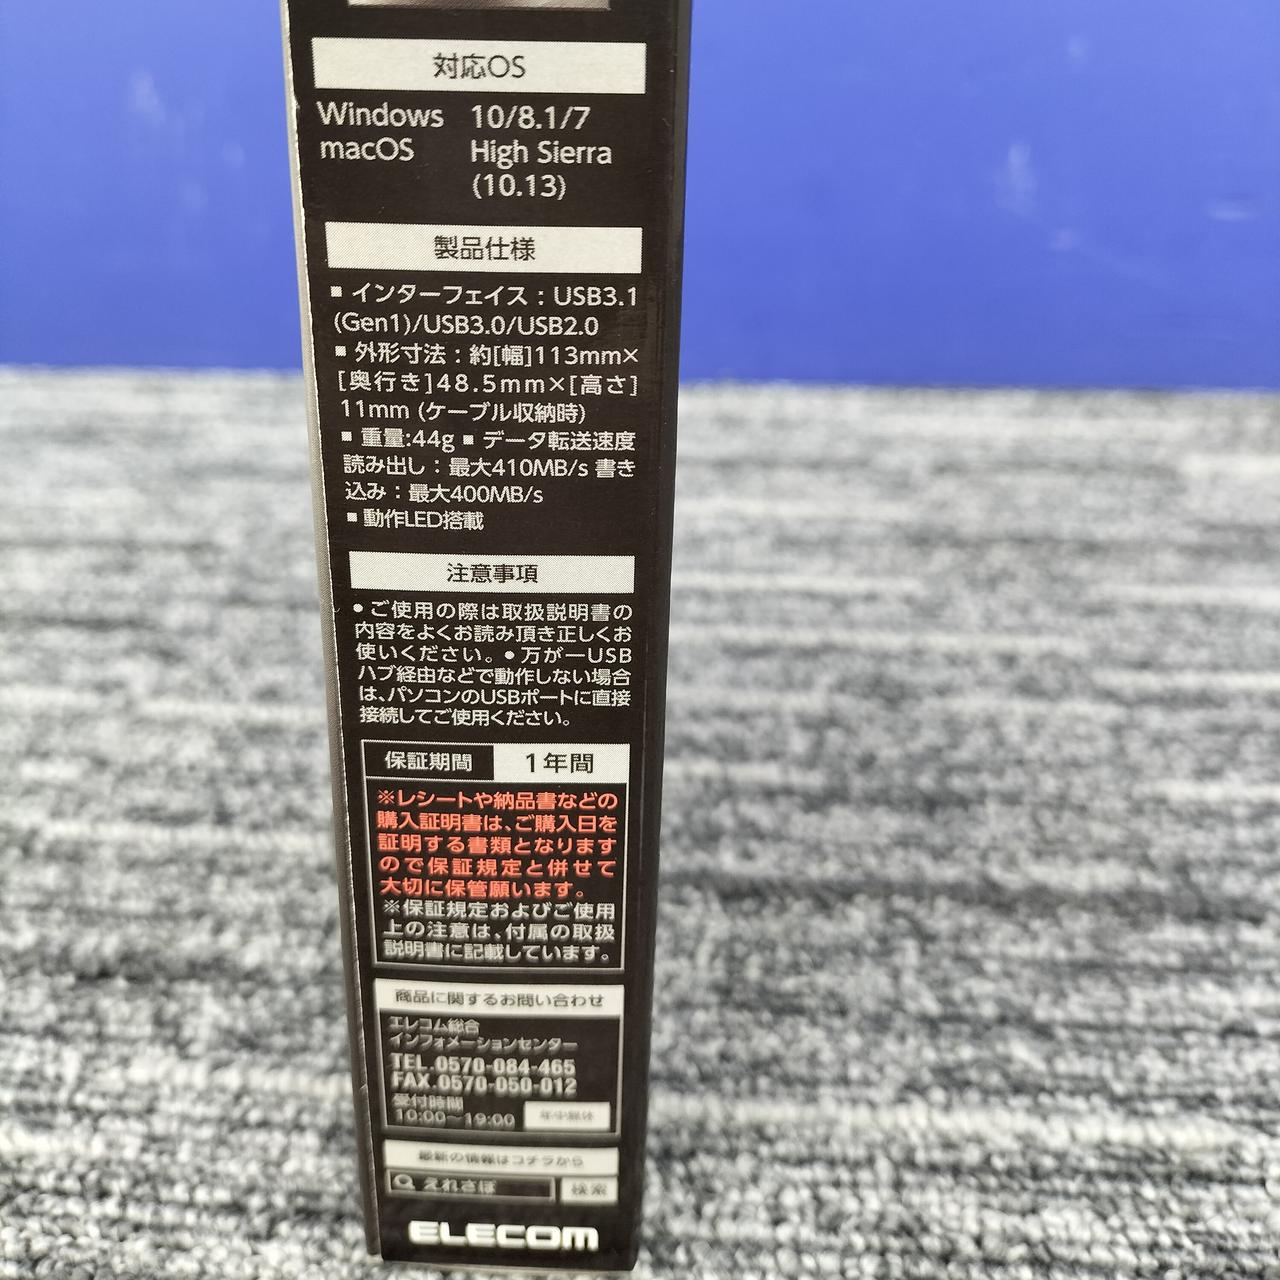 対応OS
Windows 10/8.1/7
macOS High Sierra
(10.13)
製品仕様
■ インターフェイス : USB3.1
(Gen1)/USB3.0/USB2.0
■ 外形寸法 : 約[幅]113mm×
[奥行き]48.5mm×[高さ]
11mm (ケーブル収納時)
■ 重量:44g ■ データ転送速度
読み出し : 最大410MB/s 書き
込み : 最大400MB/s
■ 動作LED搭載
注意事項
● ご使用の際は取扱説明書の
内容をよくお読み頂き正しくお
使いください。● 万が一USB
ハブ経由などで動作しない場合
は、パソコンのUSBポートに直接
接続してご使用ください。
保証期間 1年間
※レシートや納品書などの
購入証明書は、ご購入日を
証明する書類となります
ので保証規定と併せて
大切に保管願います。
※保証規定およびご使用
上の注意は、付属の取扱
説明書に記載しています。
商品に関するお問い合わせ
エレコム総合
インフォメーションセンター
TEL.0570-084-465
FAX.0570-050-012
受付時間
10:00～19:00 年中無休
最新の情報はコチラから
えれさぽ 検索
ELECOM